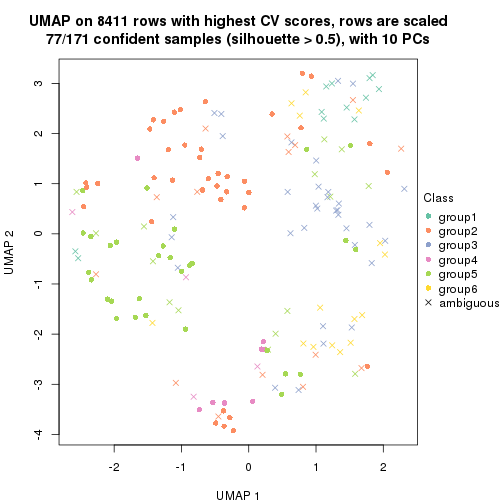 UMAP on 8411 rows with highest CV scores, rows are scaled
77/171 confident samples (silhouette > 0.5), with 10 PCs
3
2
1
0
-1
-2
-3
-4
UMAP 2
-2
-1
0
1
2
UMAP 1
Class
group1
group2
group3
group4
group5
group6
ambiguous